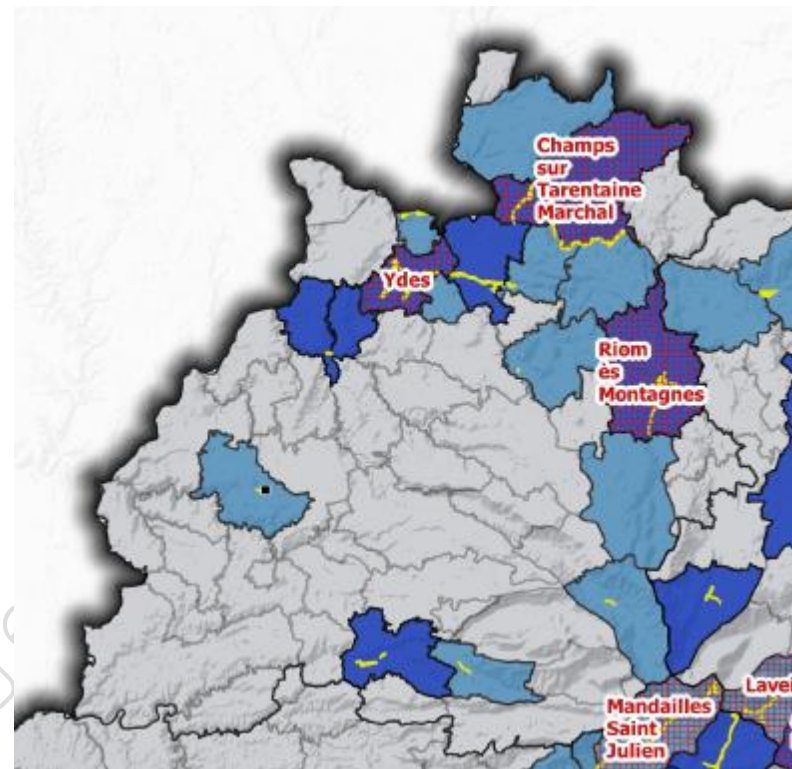 Champs
sur
Tarentaine
Marchal
Ydes
Riom
ès
Montagnes
Mandailles
Saint
Julien